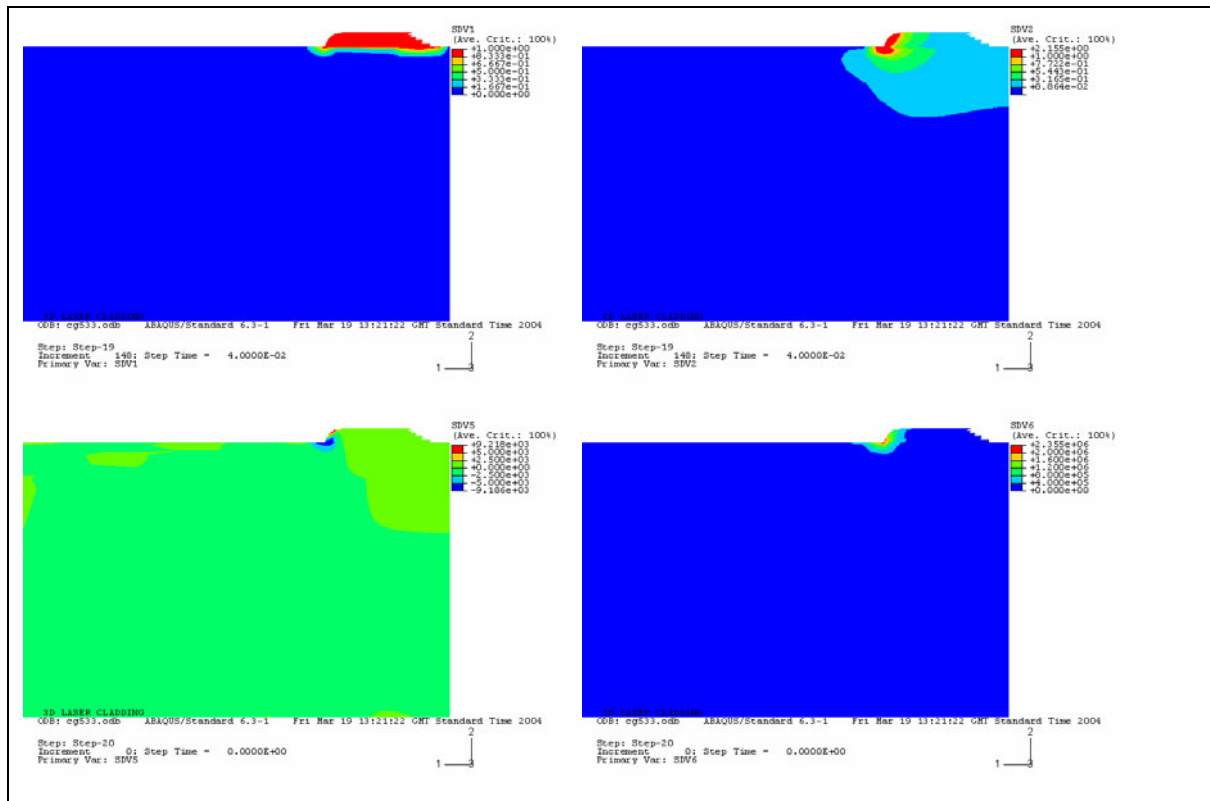 SDV1
(Ave. Crit.: 100%)
+1.000e+00
+8.333e-01
+6.667e-01
+5.000e-01
+3.333e-01
+1.667e-01
+0.000e+00
3D LASER CLADDING
ODB: cg533.odb ABAQUS/Standard 6.3-1 Fri Mar 19 13:21:22 GMT Standard Time 2004
Step: Step-19
Increment 148: Step Time = 4.0000E-02
Primary Var: SDV1
2
1 3
SDV2
(Ave. Crit.: 100%)
+2.155e+00
+1.000e+00
+7.722e-01
+5.443e-01
+3.165e-01
+8.864e-02
3D LASER CLADDING
ODB: cg533.odb ABAQUS/Standard 6.3-1 Fri Mar 19 13:21:22 GMT Standard Time 2004
Step: Step-19
Increment 148: Step Time = 4.0000E-02
Primary Var: SDV2
2
1 3
SDV5
(Ave. Crit.: 100%)
+9.218e+03
+5.000e+03
+2.500e+03
+0.000e+00
-2.500e+03
-5.000e+03
-9.186e+03
3D LASER CLADDING
ODB: cg533.odb ABAQUS/Standard 6.3-1 Fri Mar 19 13:21:22 GMT Standard Time 2004
Step: Step-20
Increment 0: Step Time = 0.0000E+00
Primary Var: SDV5
2
1 3
SDV6
(Ave. Crit.: 100%)
+2.355e+06
+2.000e+06
+1.600e+06
+1.200e+06
+8.000e+05
+4.000e+05
+0.000e+00
3D LASER CLADDING
ODB: cg533.odb ABAQUS/Standard 6.3-1 Fri Mar 19 13:21:22 GMT Standard Time 2004
Step: Step-20
Increment 0: Step Time = 0.0000E+00
Primary Var: SDV6
2
1 3